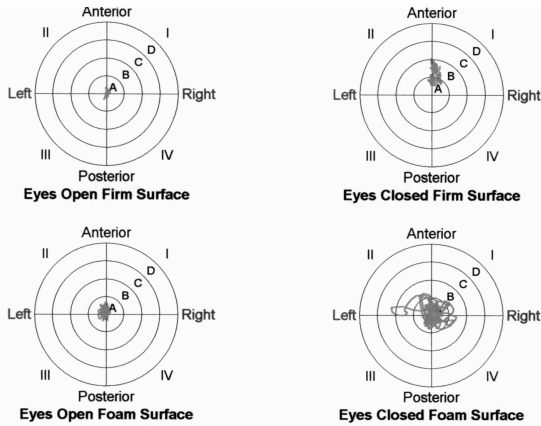 Anterior
II I
D
C
B
A
Left Right
III IV
Posterior
Eyes Open Firm Surface
Anterior
II I
D
C
B
A
Left Right
III IV
Posterior
Eyes Closed Firm Surface
Anterior
II I
D
C
B
A
Left Right
III IV
Posterior
Eyes Open Foam Surface
Anterior
II I
D
C
B
Left Right
III IV
Posterior
Eyes Closed Foam Surface